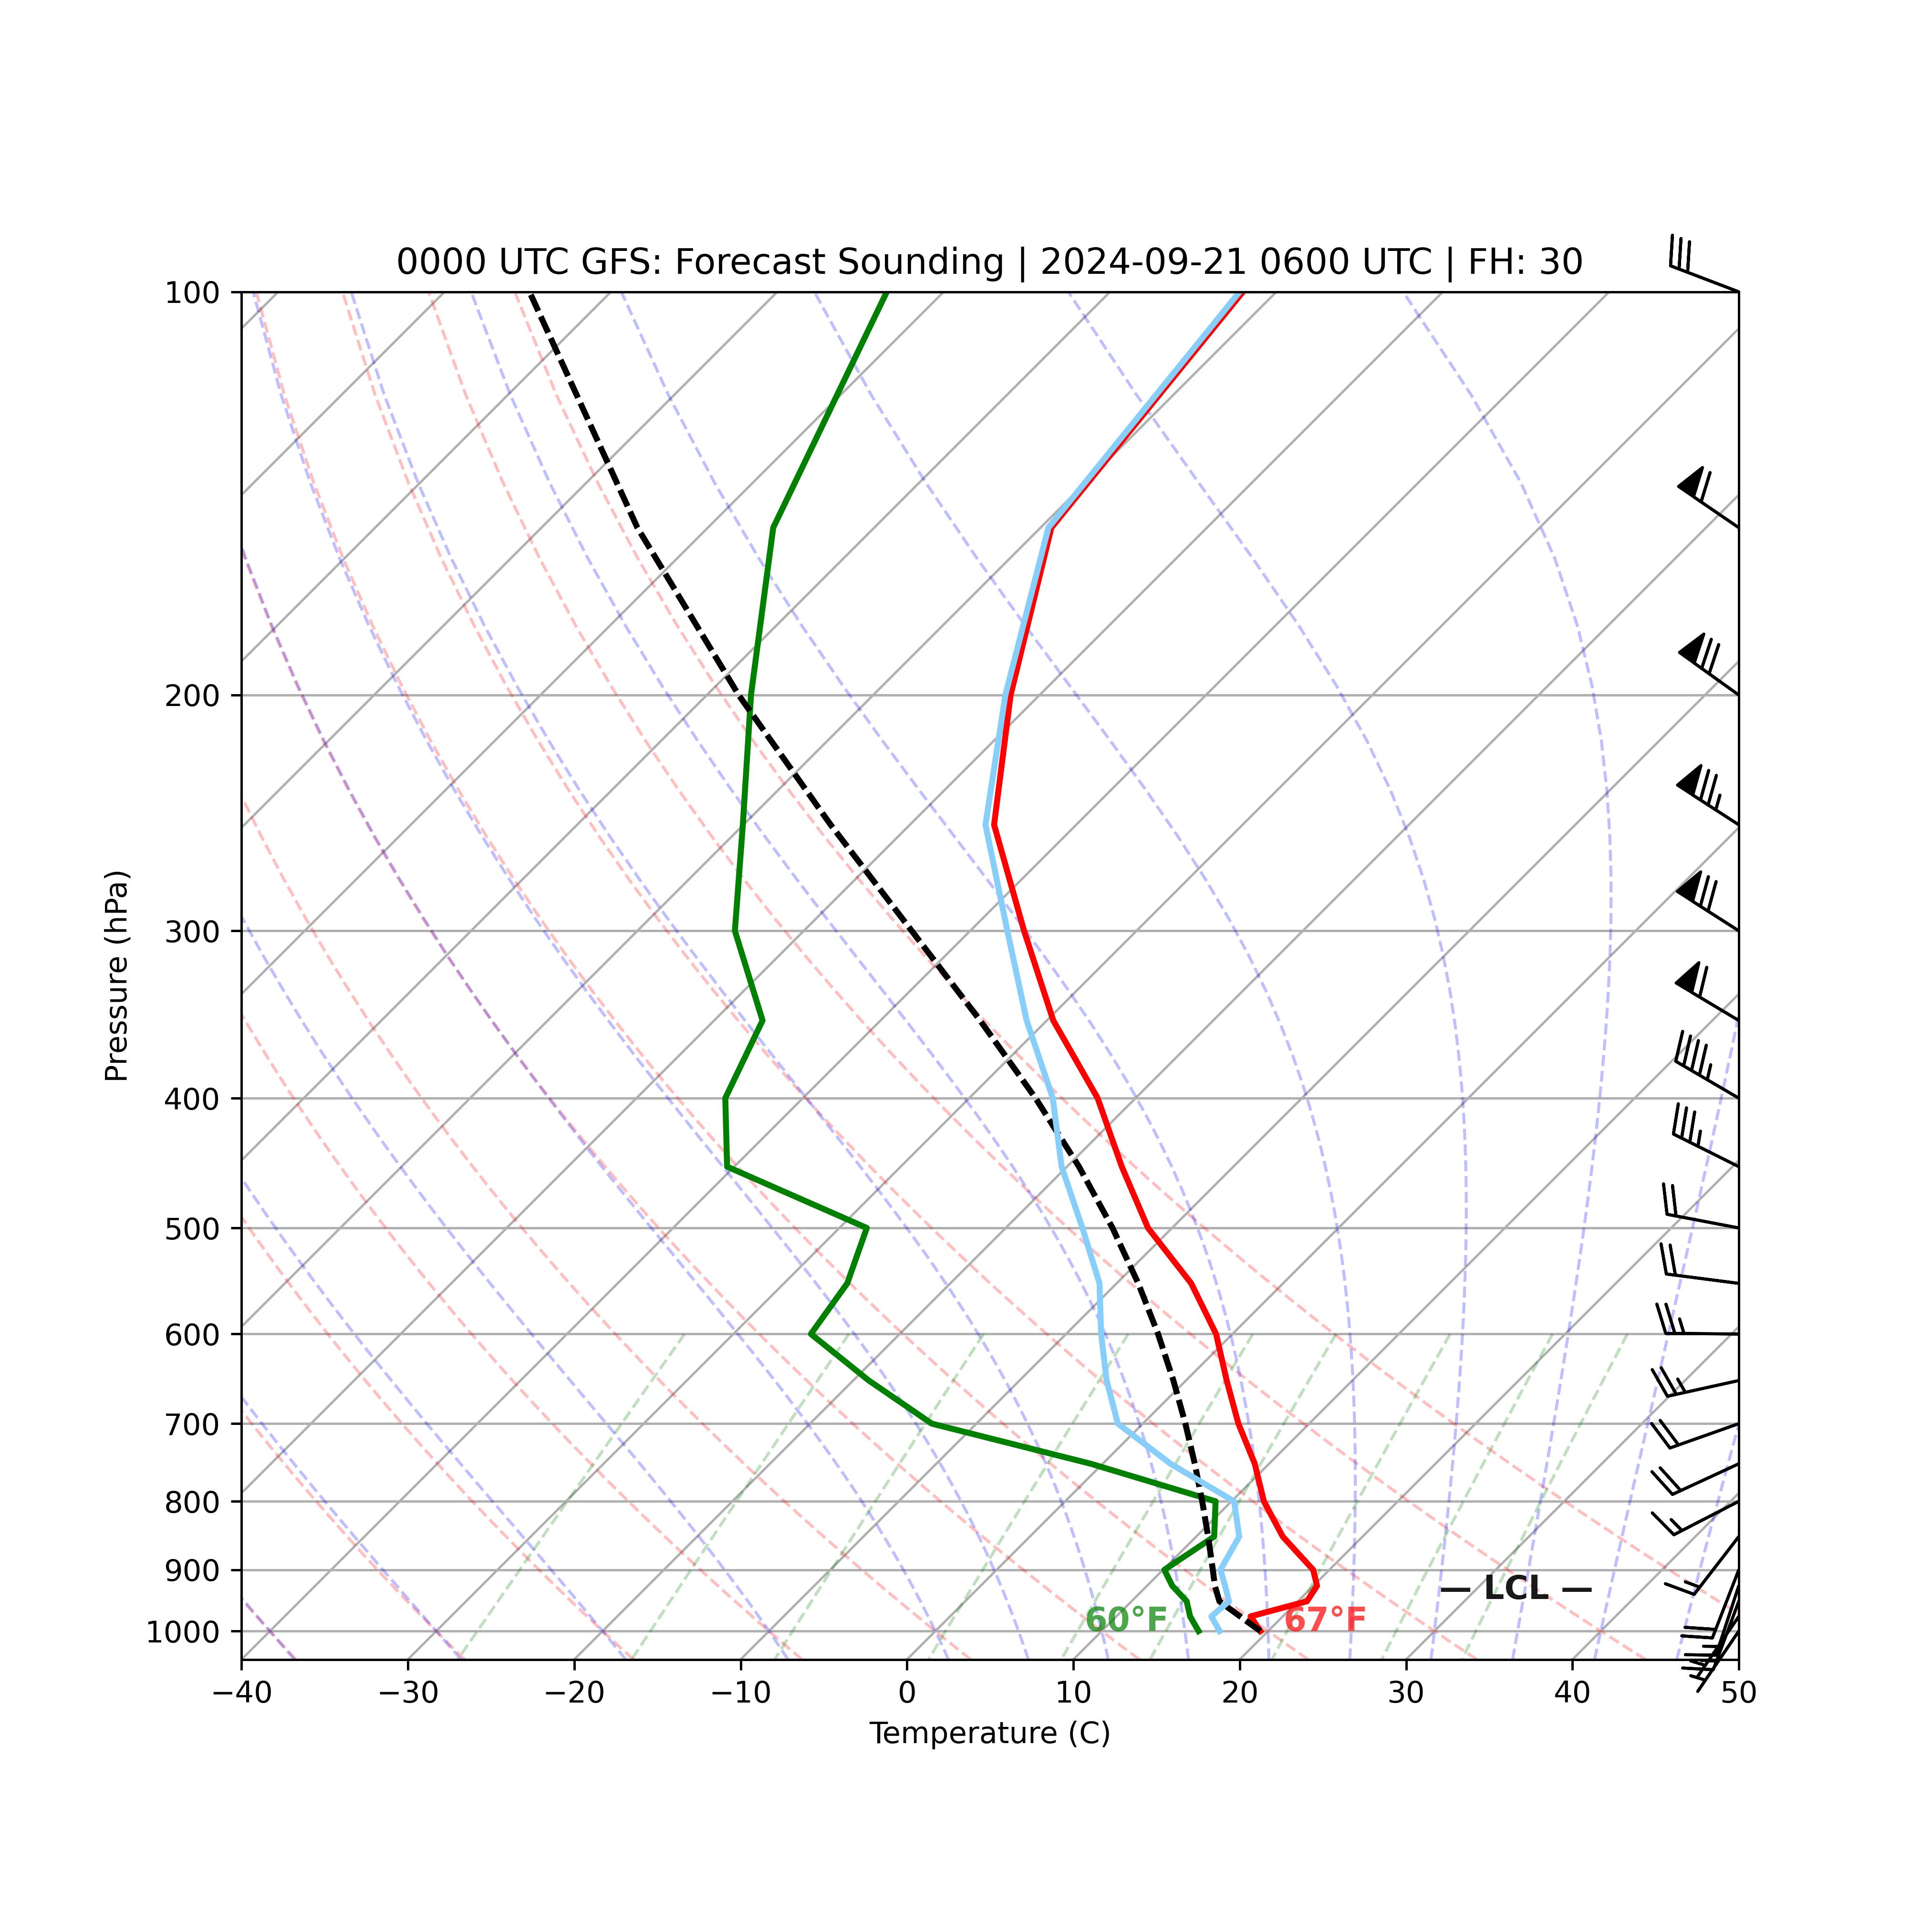 0000 UTC GFS: Forecast Sounding | 2024-09-21 0600 UTC | FH: 30
100
200
300
400
500
600
700
800
900
1000
Pressure (hPa)
— LCL —
60°F
67°F
−40 −30 −20 −10 0 10 20 30 40 50
Temperature (C)